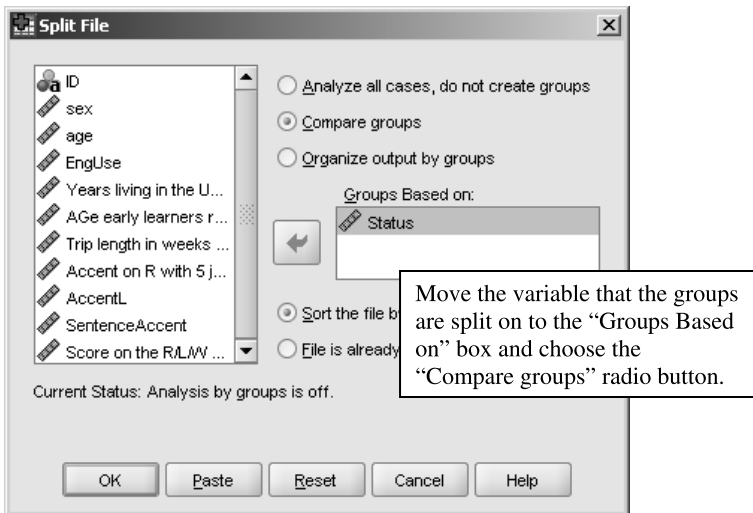 Split File
ID
sex
age
EngUse
Years living in the U...
AGe early learners r...
Trip length in weeks ...
Accent on R with 5 j...
AccentL
SentenceAccent
Score on the R/L/W ...
Analyze all cases, do not create groups
Compare groups
Organize output by groups
Groups Based on:
Status
Sort the file b
File is already
Move the variable that the groups
are split on to the “Groups Based
on” box and choose the
“Compare groups” radio button.
Current Status: Analysis by groups is off.
OK
Paste
Reset
Cancel
Help